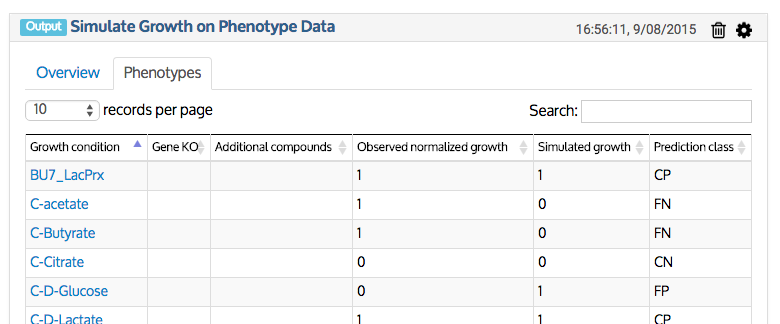 Output Simulate Growth on Phenotype Data 16:56:11, 9/08/2015
Overview Phenotypes
10 records per page Search:
Growth condition Gene KO Additional compounds Observed normalized growth Simulated growth Prediction class
BU7_LacPrx 1 1 CP
C-acetate 1 0 FN
C-Butyrate 1 0 FN
C-Citrate 0 0 CN
C-D-Glucose 0 1 FP
C-D-Lactate 1 1 CP